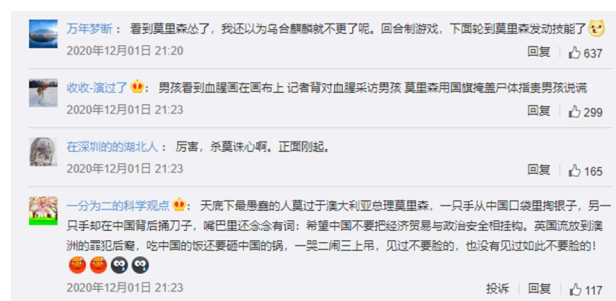 万年梦断 ：看到莫里森怂了，我还以为乌合麒麟就不更了呢。回合制游戏，下面轮到莫里森发动技能了
2020年12月01日 21:20 回复 637
收收-演过了 ：男孩看到血腥画在画布上 记者背对血腥采访男孩 莫里森用国旗掩盖尸体指责男孩说谎
2020年12月01日 21:23 回复 299
在深圳的的湖北人 ：厉害，杀莫诛心啊。正面刚起。
2020年12月01日 21:23 回复 165
一分为二的科学观点 ：天底下最愚蠢的人莫过于澳大利亚总理莫里森，一只手从中国口袋里掏银子，另一
只手却在中国背后捅刀子，嘴巴里还念念有词：希望中国不要把经济贸易与政治安全相挂钩。英国流放到澳
洲的罪犯后裔，吃中国的饭还要砸中国的锅，一哭二闹三上吊，见过不要脸的，也没有见过如此不要脸的！
2020年12月01日 21:23 投诉 回复 117